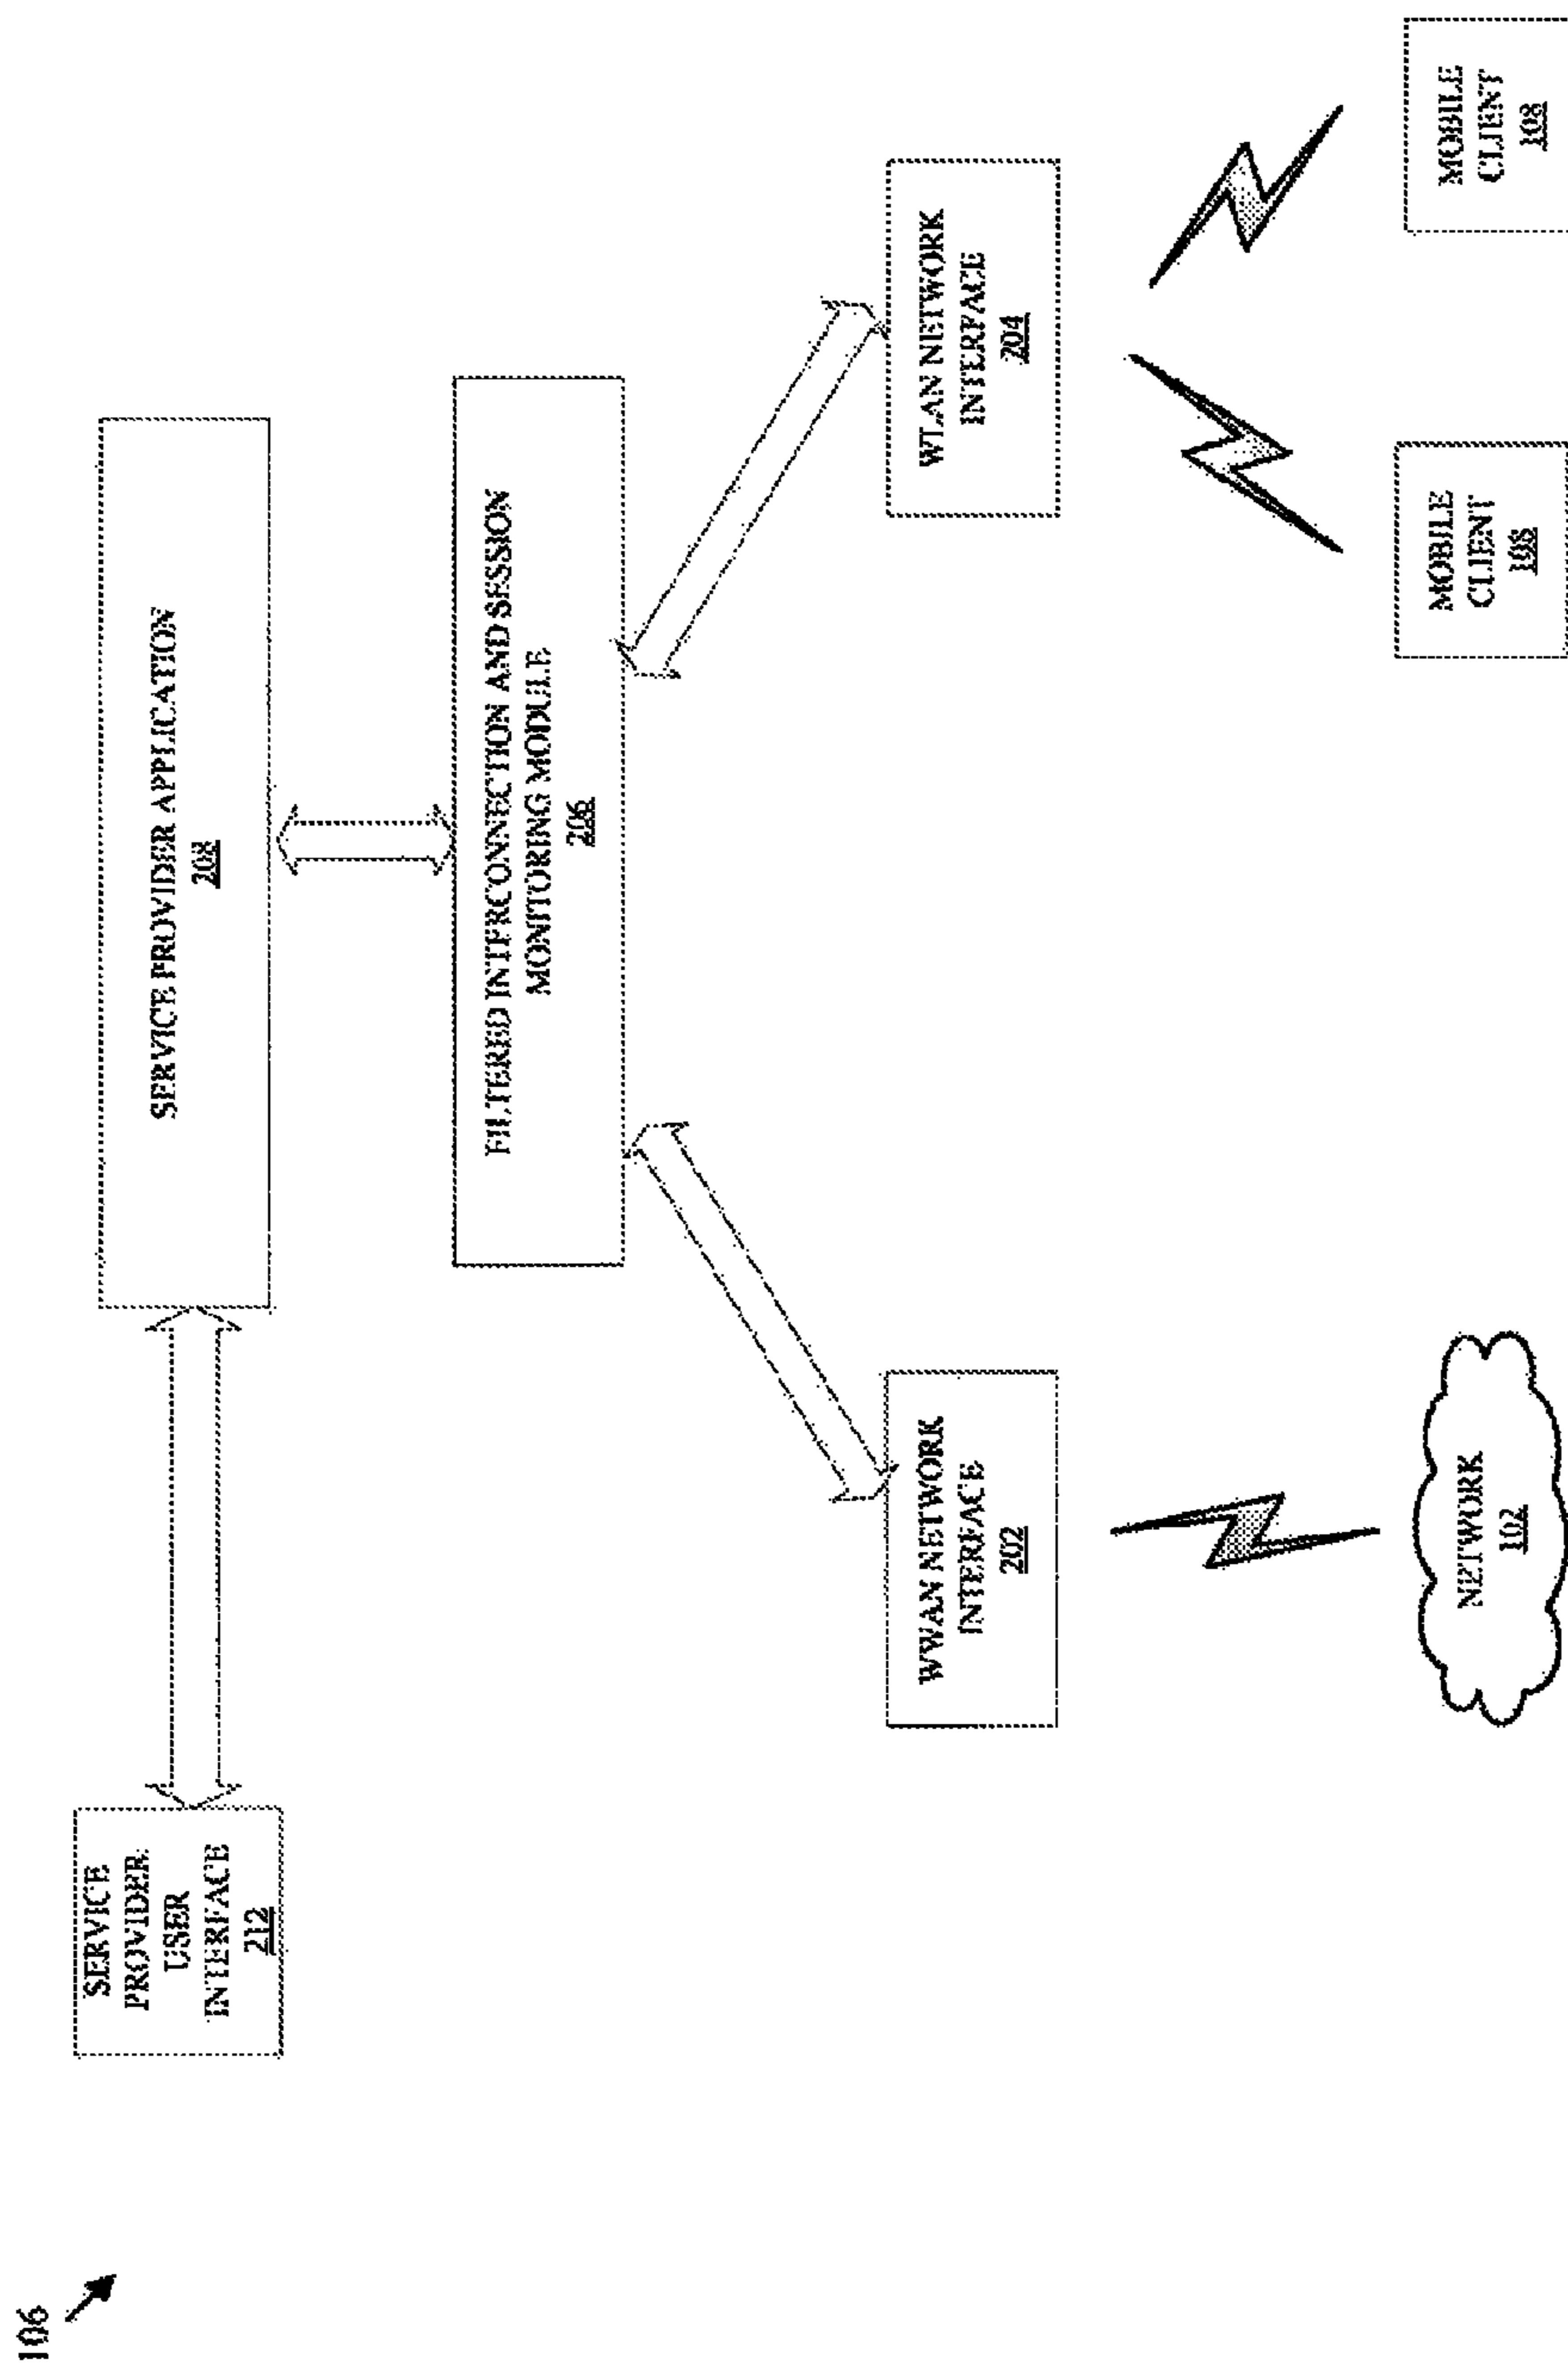 106
SERVICE
PROVIDER
USER
INTERFACE
212
SERVICE PROVIDER APPLICATION
208
FILTERED INTERCONNECTION AND SESSION
MONITORING MODULE
206
WWAN NETWORK
INTERFACE
202
WLAN NETWORK
INTERFACE
204
NETWORK
102
MOBILE
CLIENT
108
MOBILE
CLIENT
108